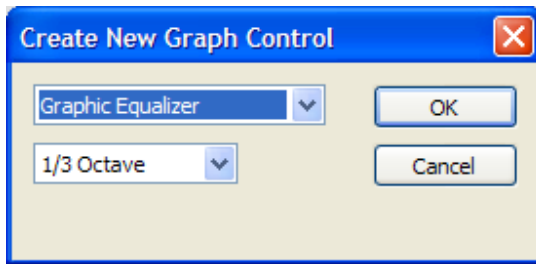 Create New Graph Control
Graphic Equalizer
OK
1/3 Octave
Cancel